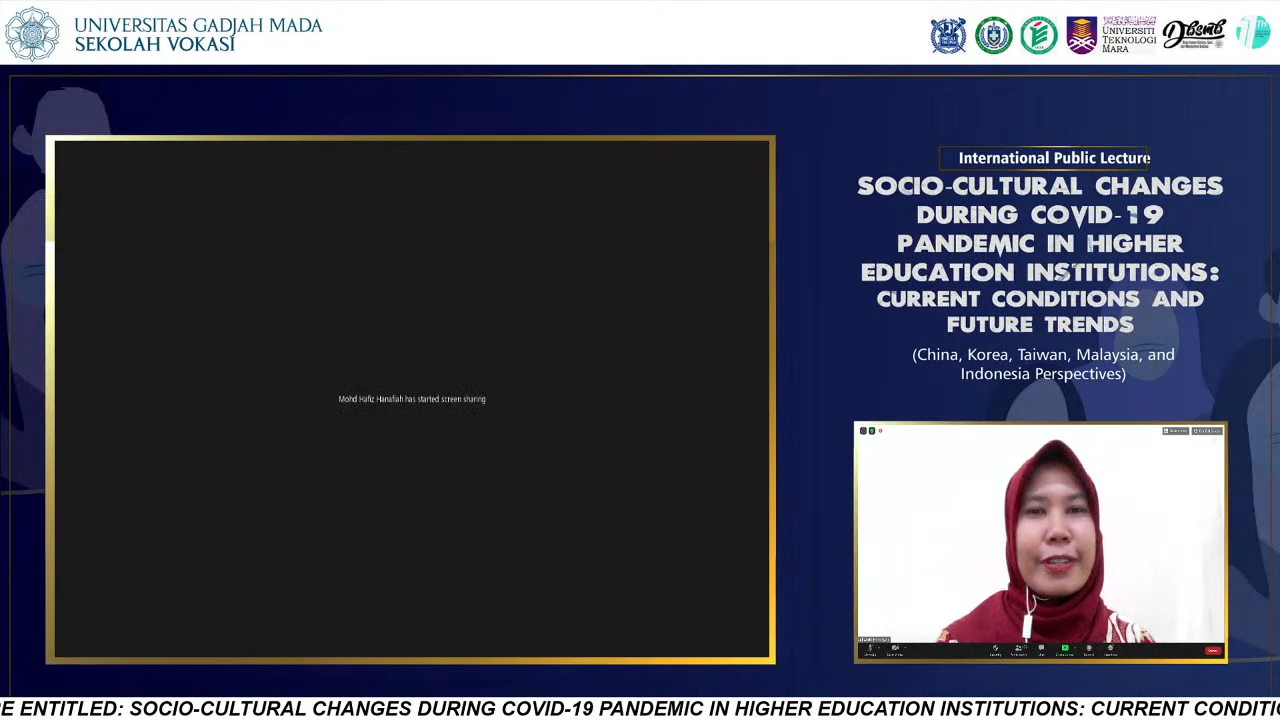 UNIVERSITAS GADJAH MADA
SEKOLAH VOKASI
UNIVERSITI
TEKNOLOGI
MARA
International Public Lecture
SOCIO-CULTURAL CHANGES
DURING COVID-19
PANDEMIC IN HIGHER
EDUCATION INSTITUTIONS:
CURRENT CONDITIONS AND
FUTURE TRENDS
(China, Korea, Taiwan, Malaysia, and
Indonesia Perspectives)
Mohd Hafiz Hanafiah has started screen sharing
E ENTITLED: SOCIO-CULTURAL CHANGES DURING COVID-19 PANDEMIC IN HIGHER EDUCATION INSTITUTIONS: CURRENT CONDITIO